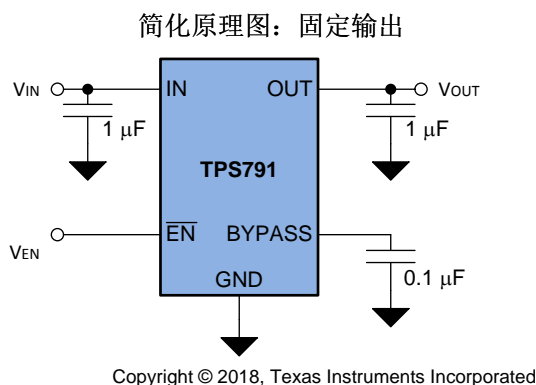 简化原理图：固定输出
VIN
IN
OUT
VOUT
1 μF
1 μF
TPS791
VEN
E̅N̅
BYPASS
GND
0.1 μF
Copyright © 2018, Texas Instruments Incorporated